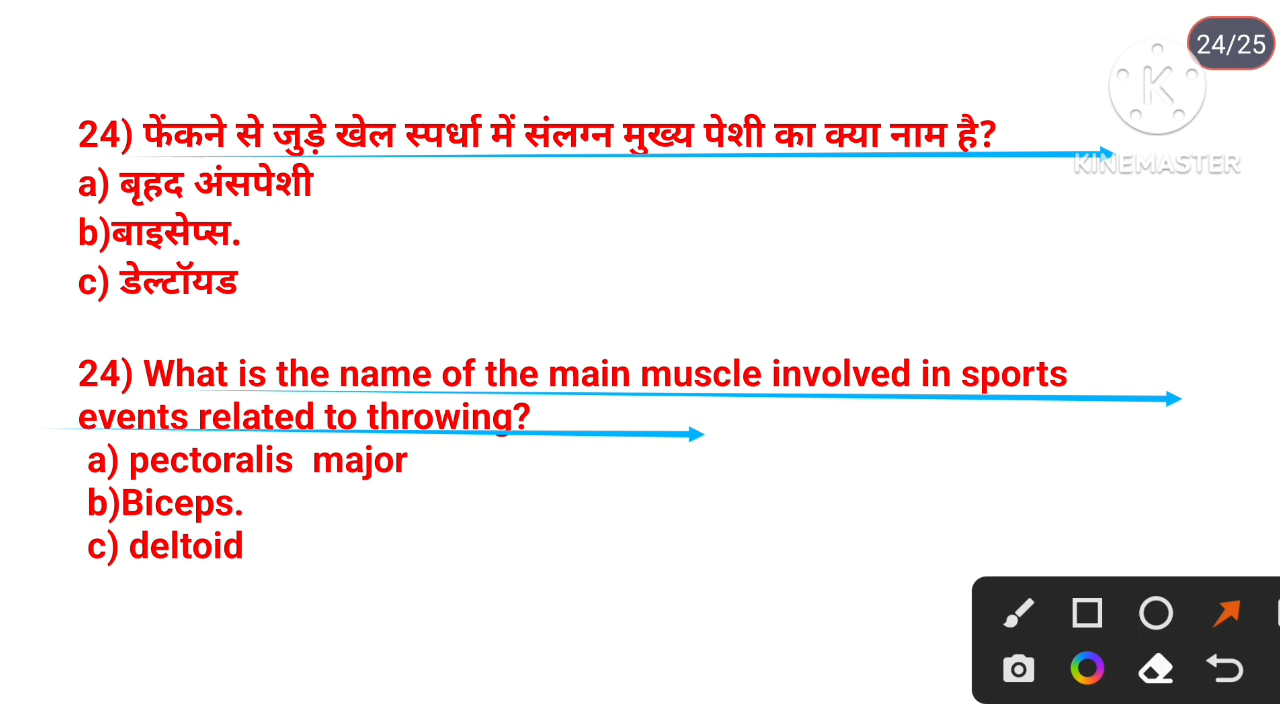 24/25
KINEMASTER
24) फेंकने से जुड़े खेल स्पर्धा में संलग्न मुख्य पेशी का क्या नाम है?
a) बृहद अंसपेशी
b)बाइसेप्स.
c) डेल्टॉयड
24) What is the name of the main muscle involved in sports
events related to throwing?
a) pectoralis major
b)Biceps.
c) deltoid